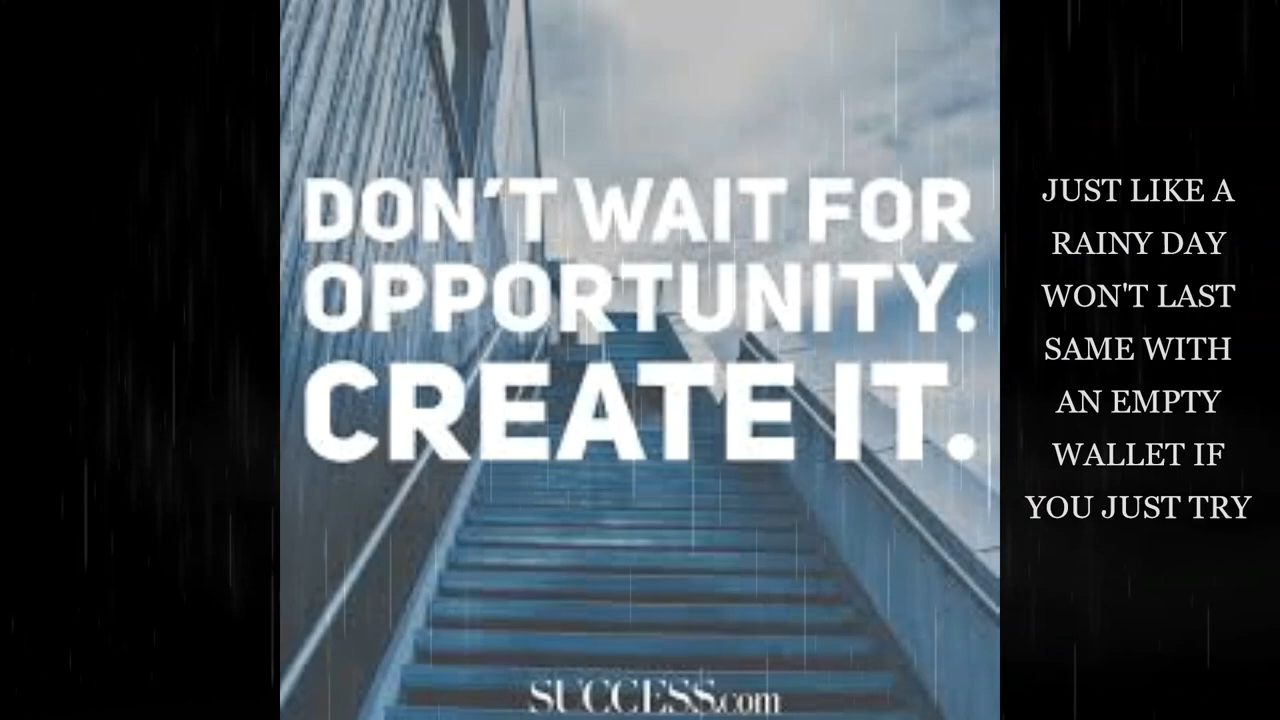 DON'T WAIT FOR
OPPORTUNITY.
CREATE IT.
SUCCESS.com
JUST LIKE A
RAINY DAY
WON'T LAST
SAME WITH
AN EMPTY
WALLET IF
YOU JUST TRY